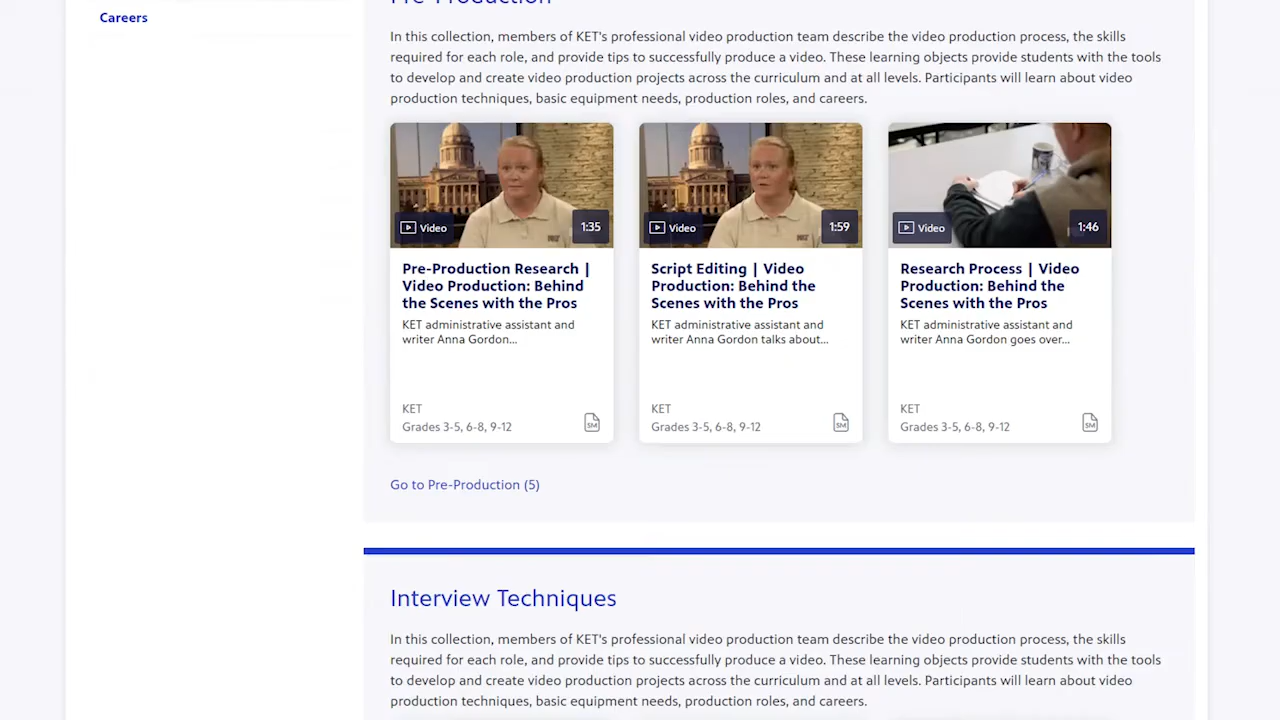 Careers
Pre-Production
In this collection, members of KET's professional video production team describe the video production process, the skills
required for each role, and provide tips to successfully produce a video. These learning objects provide students with the tools
to develop and create video production projects across the curriculum and at all levels. Participants will learn about video
production techniques, basic equipment needs, production roles, and careers.
Video 1:35
Pre-Production Research |
Video Production: Behind
the Scenes with the Pros
KET administrative assistant and
writer Anna Gordon...
KET
Grades 3-5, 6-8, 9-12
SM
Video 1:59
Script Editing | Video
Production: Behind the
Scenes with the Pros
KET administrative assistant and
writer Anna Gordon talks about...
KET
Grades 3-5, 6-8, 9-12
SM
Video 1:46
Research Process | Video
Production: Behind the
Scenes with the Pros
KET administrative assistant and
writer Anna Gordon goes over...
KET
Grades 3-5, 6-8, 9-12
SM
Go to Pre-Production (5)
Interview Techniques
In this collection, members of KET's professional video production team describe the video production process, the skills
required for each role, and provide tips to successfully produce a video. These learning objects provide students with the tools
to develop and create video production projects across the curriculum and at all levels. Participants will learn about video
production techniques, basic equipment needs, production roles, and careers.